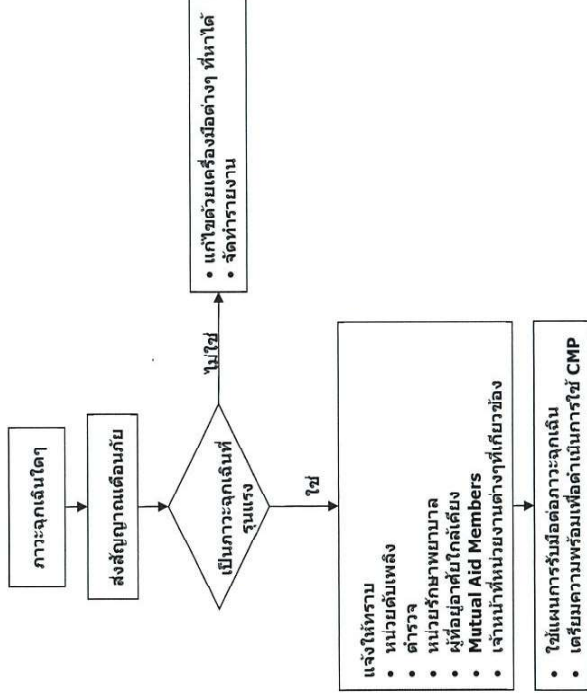 ภาวะฉุกเฉินใดๆ
ส่งสัญญาณเตือนภัย
เป็นภาวะฉุกเฉินที่
รุนแรง
ไม่ใช่
• แก้ไขด้วยเครื่องมือต่างๆ ที่หาได้
• จัดทำรายงาน
ใช่
แจ้งให้ทราบ
• หน่วยดับเพลิง
• ตำรวจ
• หน่วยรักษาพยาบาล
• ผู้ที่อยู่อาศัยใกล้เคียง
• Mutual Aid Members
• เจ้าหน้าที่หน่วยงานต่างๆที่เกี่ยวข้อง
• ใช้แผนการรับมือต่อภาวะฉุกเฉิน
• เตรียมความพร้อมเพื่อดำเนินการใช้ CMP